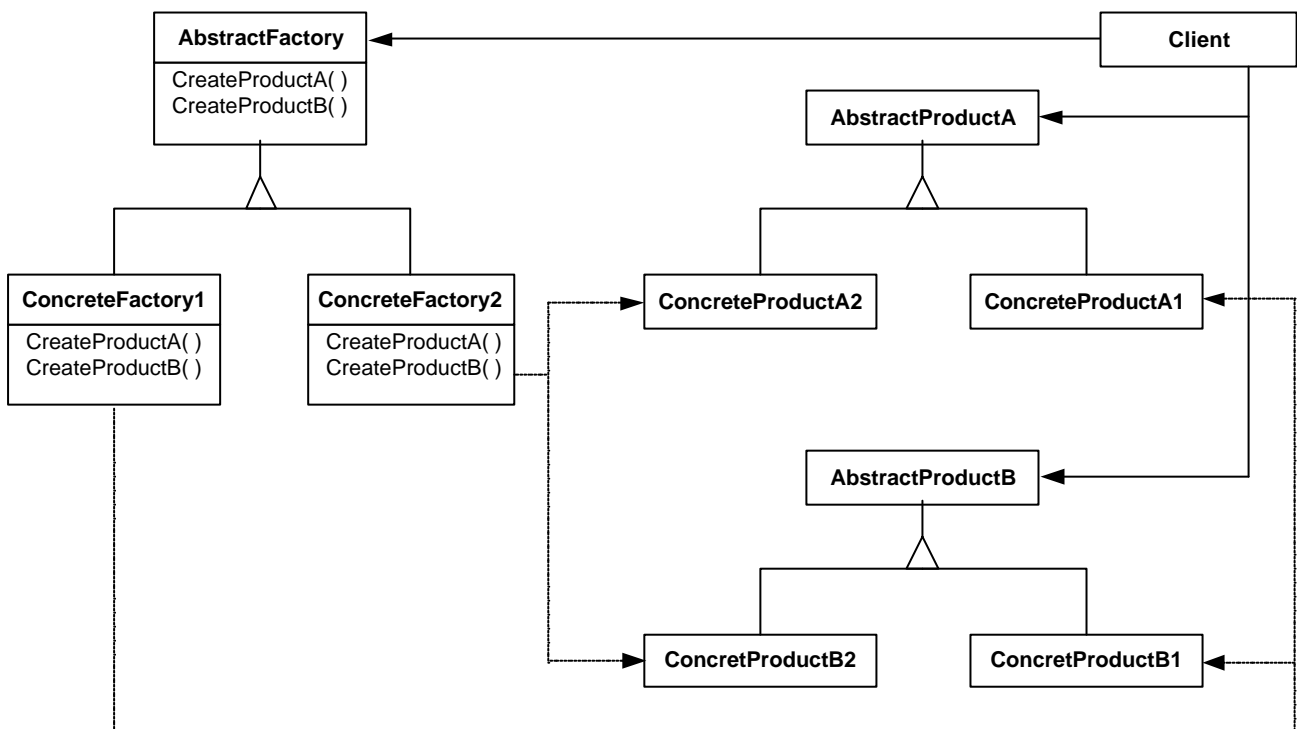 AbstractFactory
CreateProductA( )
CreateProductB( )
Client
AbstractProductA
ConcreteFactory1
CreateProductA( )
CreateProductB( )
ConcreteFactory2
CreateProductA( )
CreateProductB( )
ConcreteProductA2
ConcreteProductA1
AbstractProductB
ConcretProductB2
ConcretProductB1